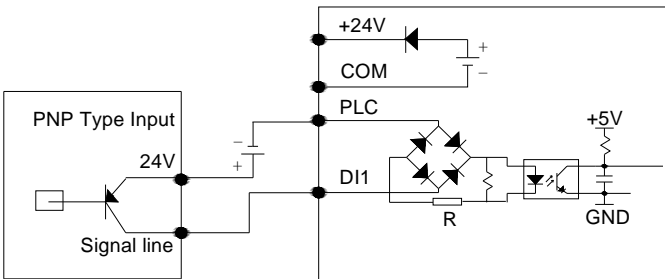 +24V
+
−
COM
PLC
PNP Type Input
−
+
24V
+5V
DI1
R
GND
Signal line